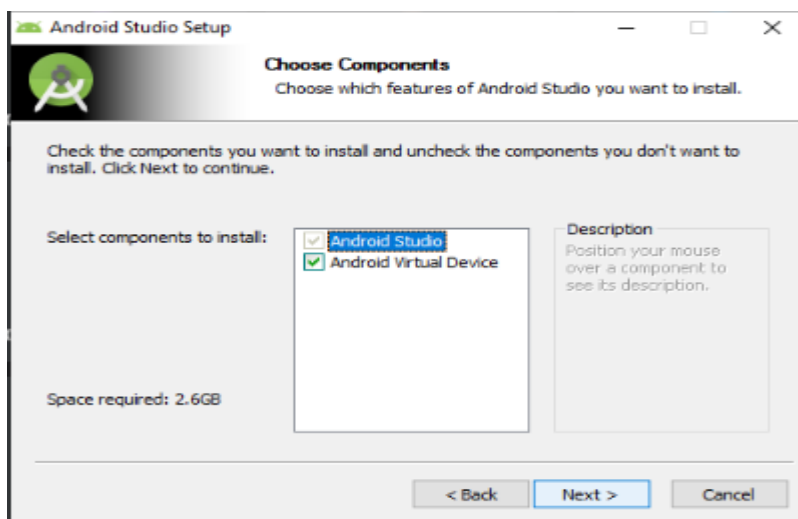 Android Studio Setup
Choose Components
Choose which features of Android Studio you want to install.
Check the components you want to install and uncheck the components you don't want to
install. Click Next to continue.
Select components to install:
Android Studio
Android Virtual Device
Description
Position your mouse
over a component to
see its description.
Space required: 2.6GB
< Back
Next >
Cancel